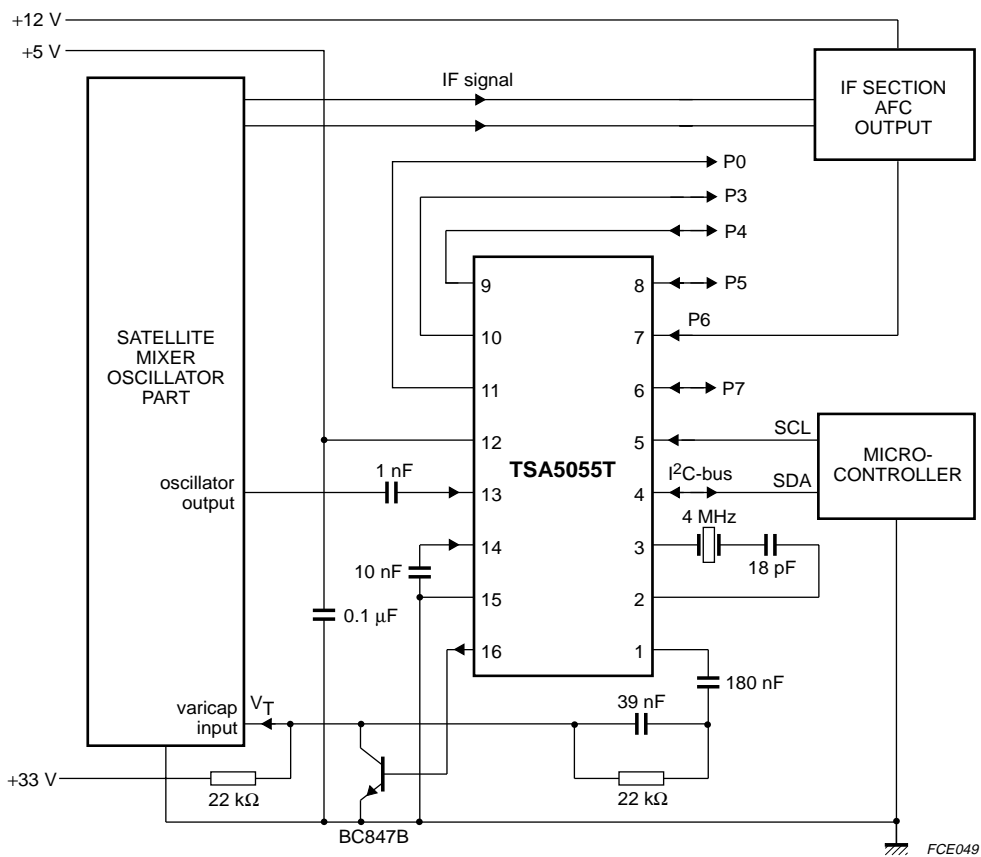 +12 V
+5 V
IF signal
IF SECTION
AFC
OUTPUT
P0
P3
P4
9
8
P5
SATELLITE
MIXER
OSCILLATOR
PART
10
7
P6
11
6
P7
12
5
SCL
TSA5055T
MICRO-
CONTROLLER
oscillator
output
1 nF
13
4
I²C-bus
SDA
4 MHz
14
3
18 pF
10 nF
15
2
0.1 µF
16
1
180 nF
39 nF
varicap
input
VT
+33 V
22 kΩ
22 kΩ
BC847B
FCE049